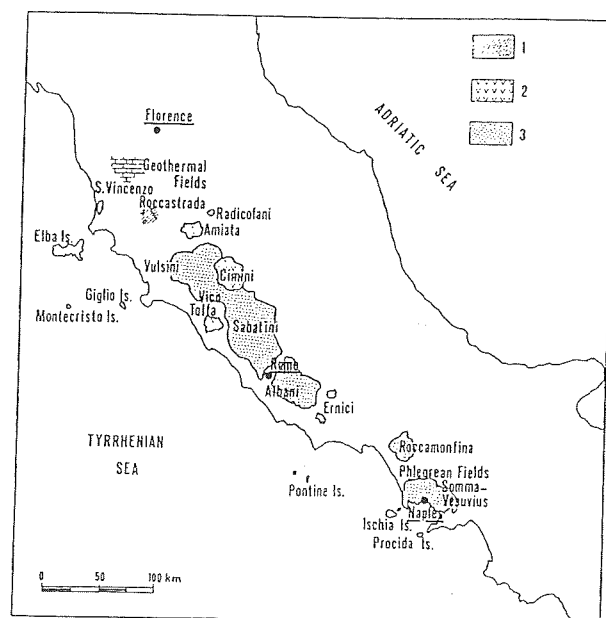 1
2
3
ADRIATIC SEA
Florence
Geothermal
Fields
S.Vincenzo
Roccastrada
Radicofani
Amiata
Elba Is.
Vulsini
Cimini
Giglio Is.
Vico
Montecristo Is.
Tolfa
Sabatini
Rome
Albani
Ernici
TYRRHENIAN
SEA
Roccamonfina
Phlegrean Fields
Somma-
Vesuvius
Pontine Is.
Naples
Ischia Is.
Procida Is.
0 50 100 km